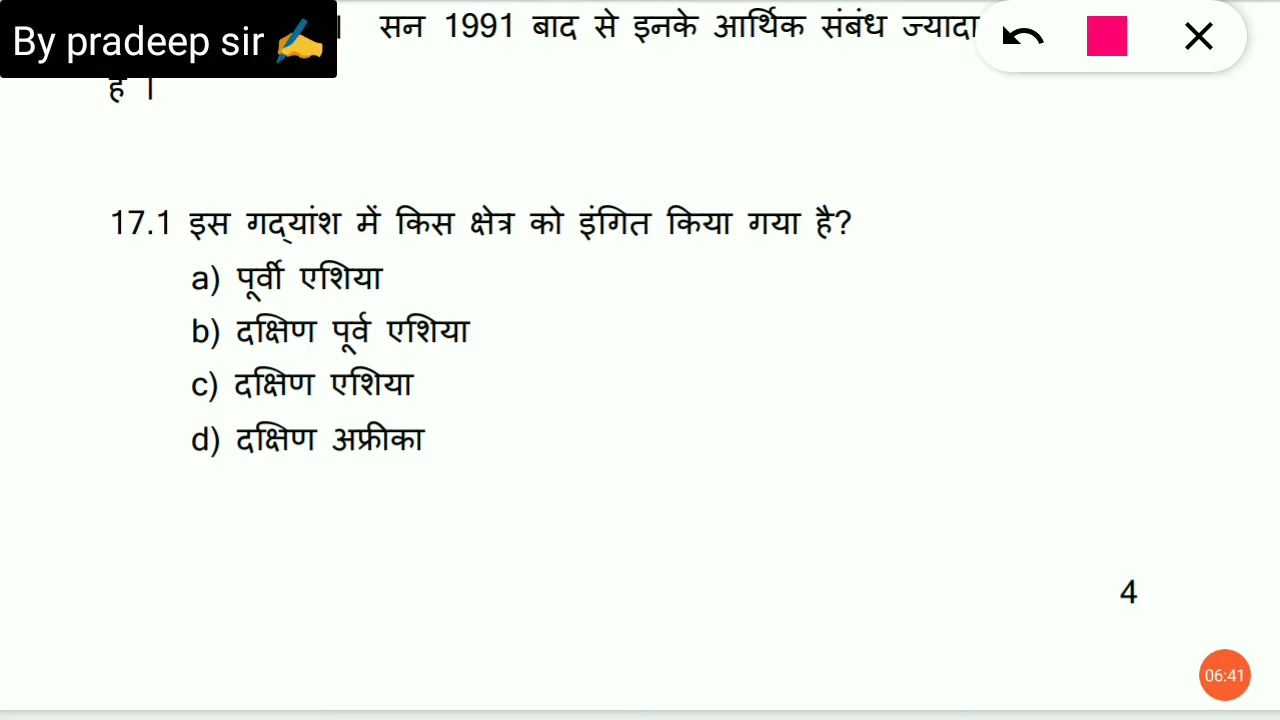 By pradeep sir ✍
। सन 1991 बाद से इनके आर्थिक संबंध ज्यादा
है ।
17.1 इस गद्यांश में किस क्षेत्र को इंगित किया गया है?
a) पूर्वी एशिया
b) दक्षिण पूर्व एशिया
c) दक्षिण एशिया
d) दक्षिण अफ्रीका
4
06:41